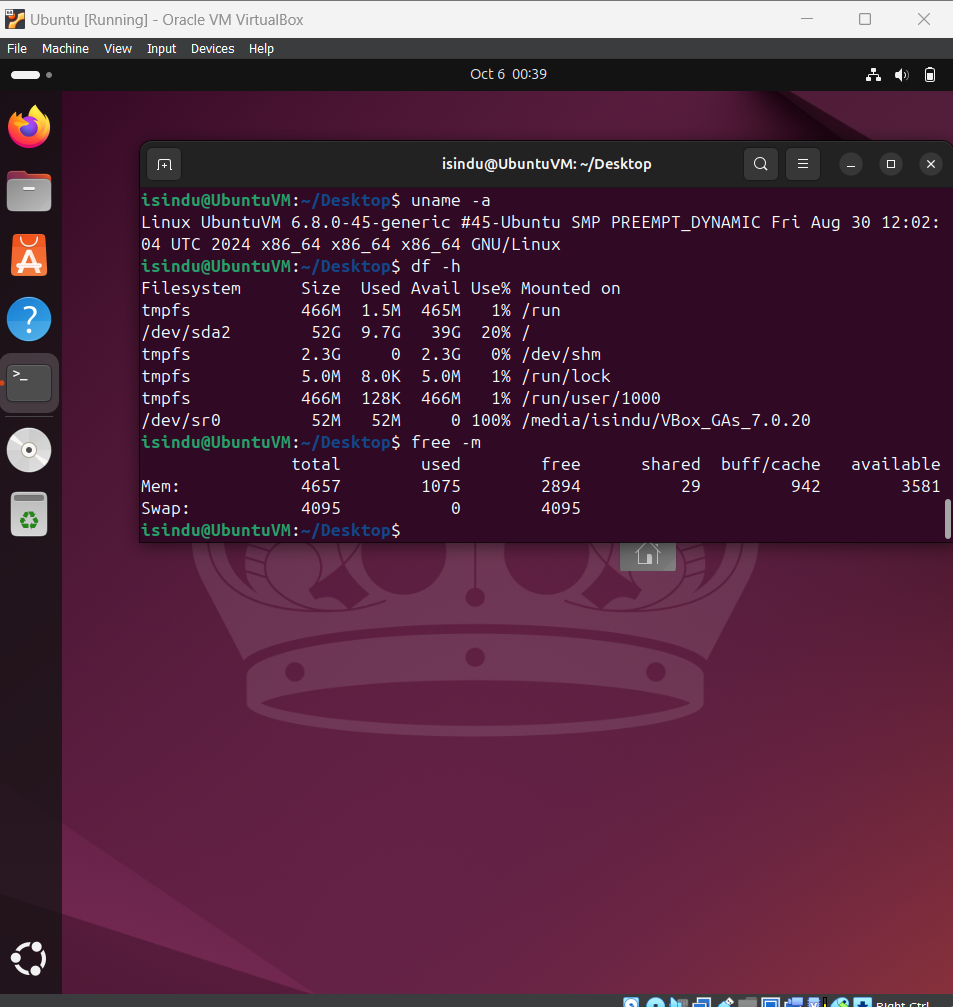 Ubuntu [Running] - Oracle VM VirtualBox
File Machine View Input Devices Help
Oct 6 00:39
isindu@UbuntuVM: ~/Desktop
isindu@UbuntuVM:~/Desktop$ uname -a
Linux UbuntuVM 6.8.0-45-generic #45-Ubuntu SMP PREEMPT_DYNAMIC Fri Aug 30 12:02:
04 UTC 2024 x86_64 x86_64 x86_64 GNU/Linux
isindu@UbuntuVM:~/Desktop$ df -h
Filesystem Size Used Avail Use% Mounted on
tmpfs 466M 1.5M 465M 1% /run
/dev/sda2 52G 9.7G 39G 20% /
tmpfs 2.3G 0 2.3G 0% /dev/shm
tmpfs 5.0M 8.0K 5.0M 1% /run/lock
tmpfs 466M 128K 466M 1% /run/user/1000
/dev/sr0 52M 52M 0 100% /media/isindu/VBox_GAs_7.0.20
isindu@UbuntuVM:~/Desktop$ free -m
total used free shared buff/cache available
Mem: 4657 1075 2894 29 942 3581
Swap: 4095 0 4095
isindu@UbuntuVM:~/Desktop$
Right Ctrl